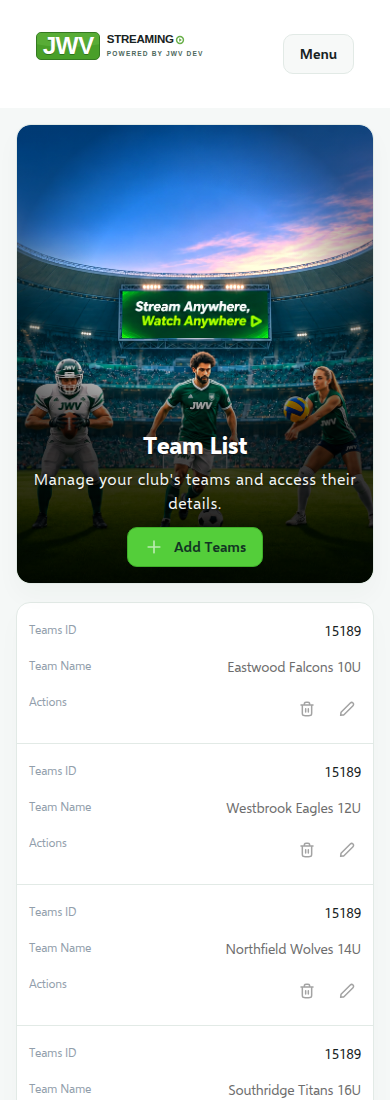 JWV STREAMING
POWERED BY JWV DEV
Menu
Stream Anywhere,
Watch Anywhere
JWV
JWV
Team List
Manage your club's teams and access their
details.
Add Teams
Teams ID 15189
Team Name Eastwood Falcons 10U
Actions
Teams ID 15189
Team Name Westbrook Eagles 12U
Actions
Teams ID 15189
Team Name Northfield Wolves 14U
Actions
Teams ID 15189
Team Name Southridge Titans 16U